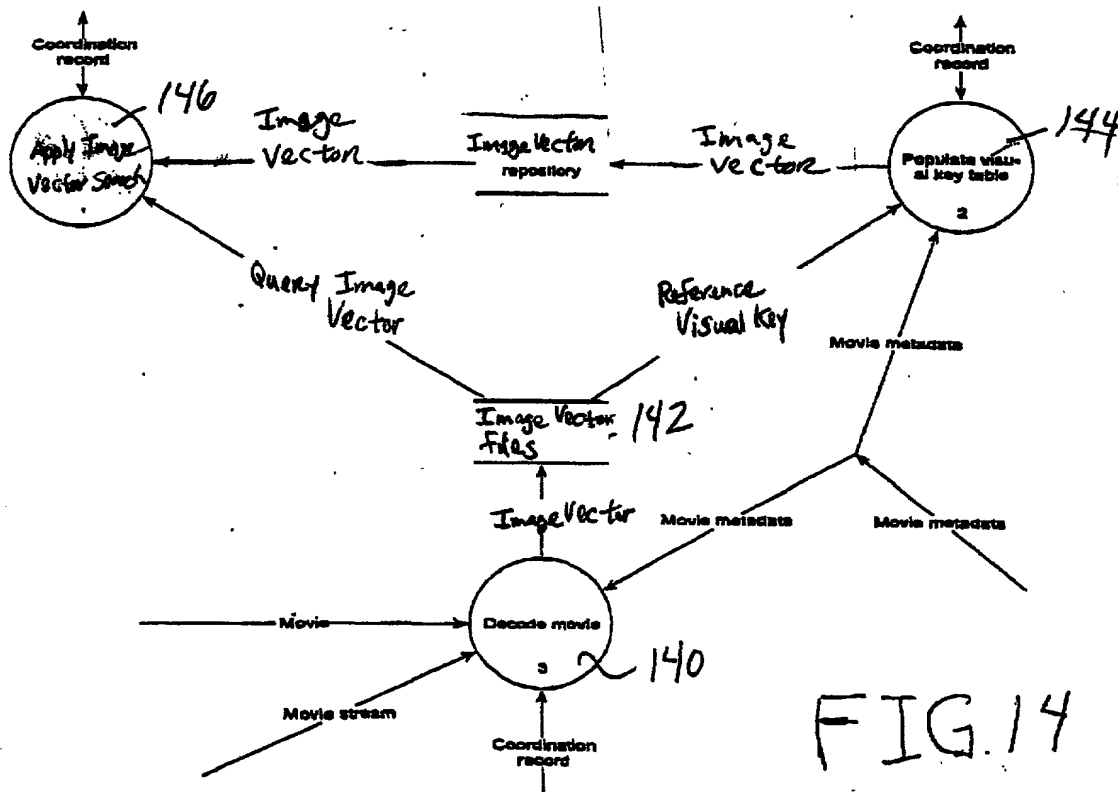 Coordination
record
Coordination
record
146
144
Apply Image
Vector Search
Image
Vector
Image Vector
repository
Image
Vector
Populate visu-
al key table
2
Query Image
Vector
Reference
Visual Key
Movie metadata
Image Vector
Files
142
Image Vector
Movie metadata
Movie metadata
Movie
Decode movie
3
140
Movie stream
Coordination
record
FIG. 14